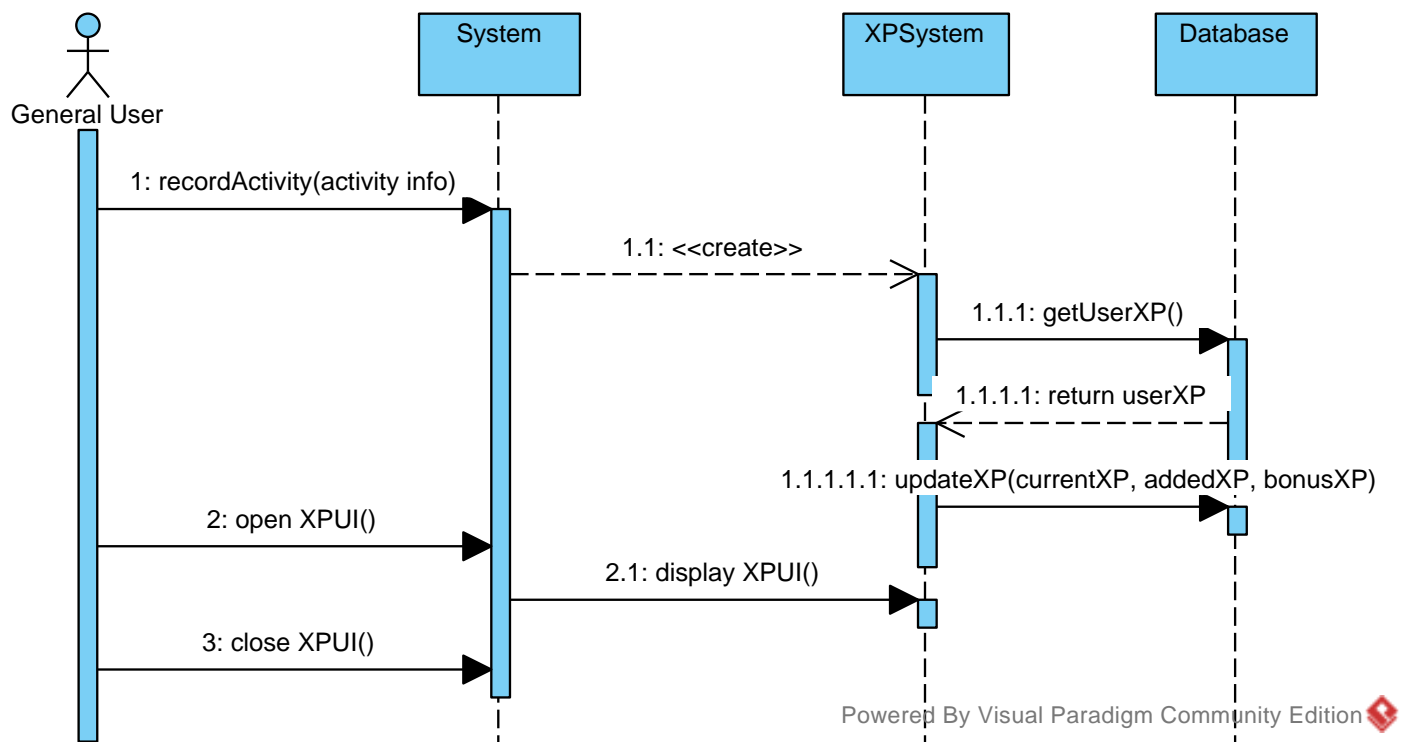 System
XPSystem
Database
General User
1: recordActivity(activity info)
1.1: <<create>>
1.1.1: getUserXP()
1.1.1.1: return userXP
1.1.1.1.1: updateXP(currentXP, addedXP, bonusXP)
2: open XPUI()
2.1: display XPUI()
3: close XPUI()
Powered By Visual Paradigm Community Edition